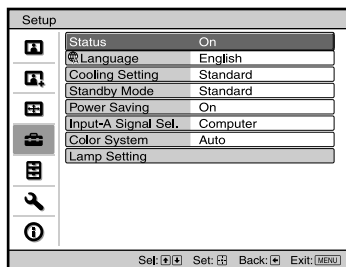 Setup
Status On
Language English
Cooling Setting Standard
Standby Mode Standard
Power Saving On
Input-A Signal Sel. Computer
Color System Auto
Lamp Setting
Sel: Set: Back: Exit: MENU